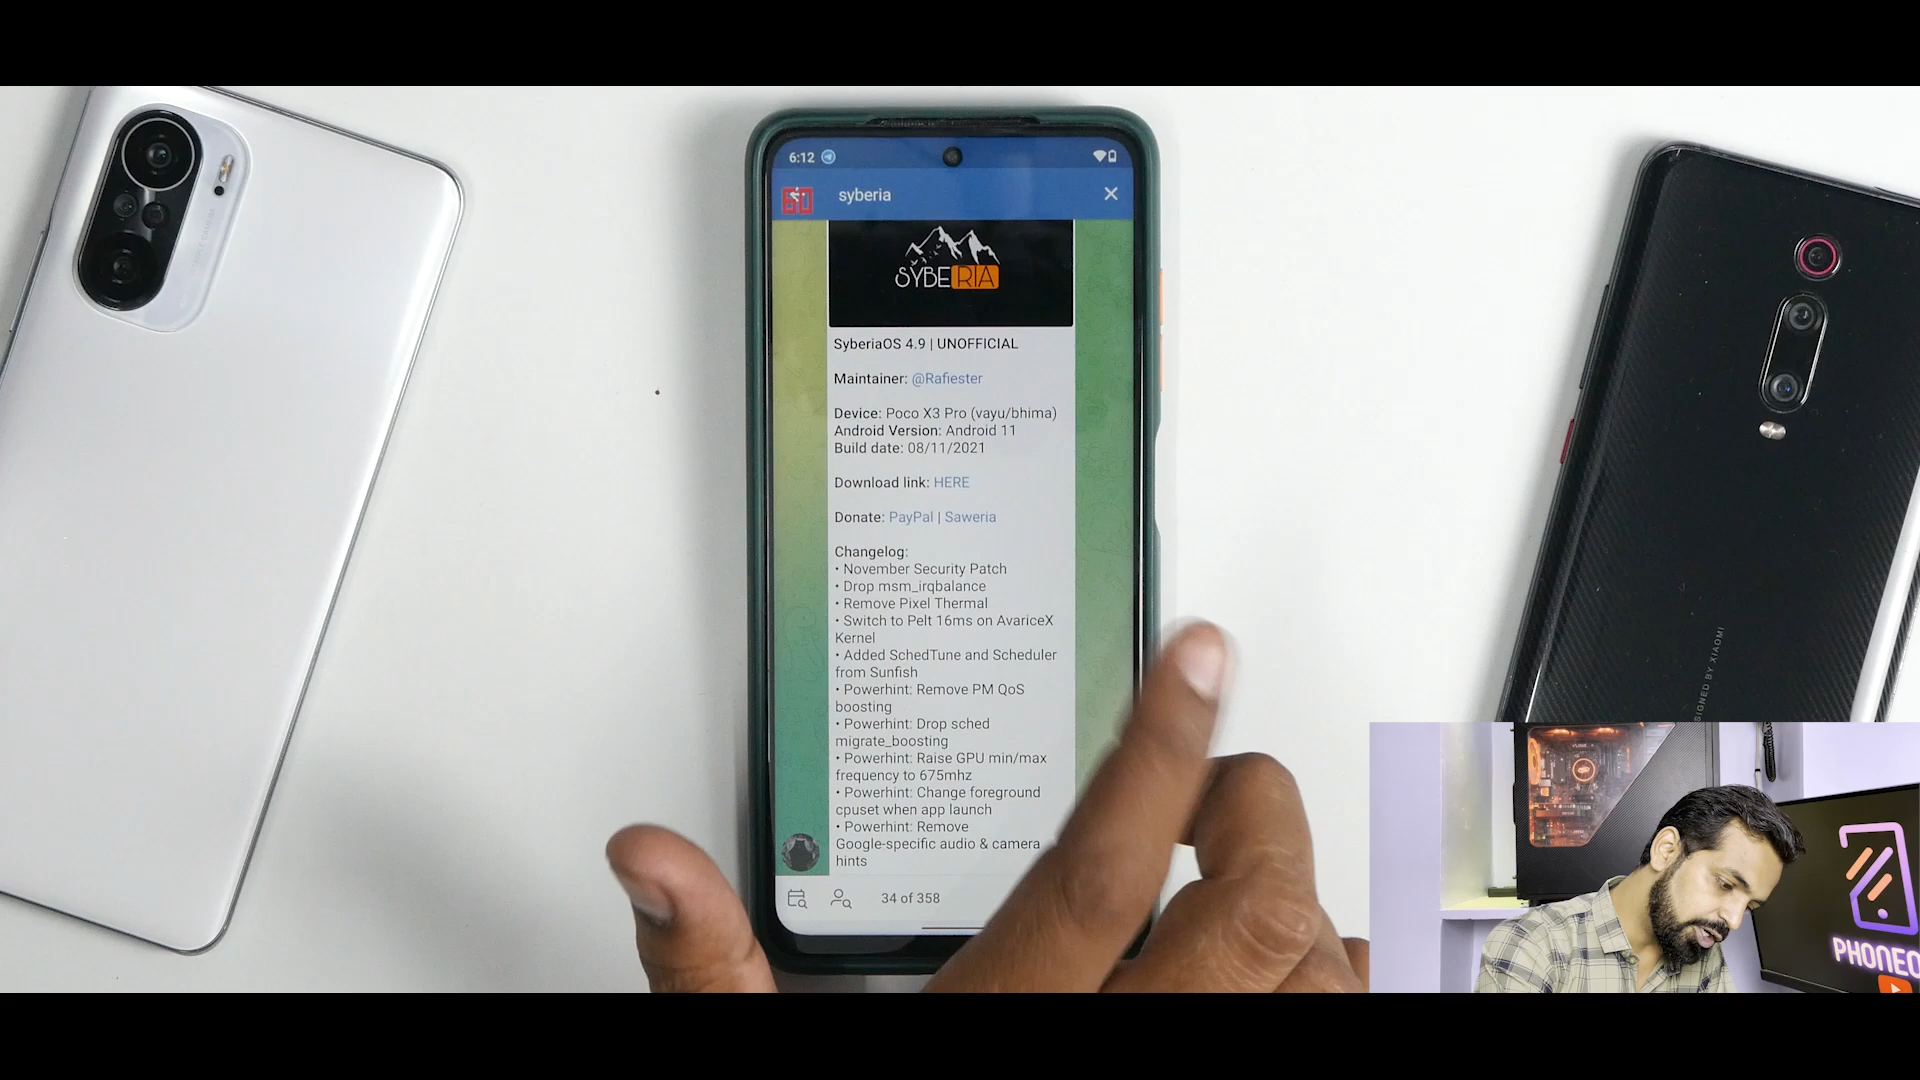 6:12
syberia
SYBERIA
SyberiaOS 4.9 | UNOFFICIAL
Maintainer: @Rafiester
Device: Poco X3 Pro (vayu/bhima)
Android Version: Android 11
Build date: 08/11/2021
Download link: HERE
Donate: PayPal | Saweria
Changelog:
• November Security Patch
• Drop msm_irqbalance
• Remove Pixel Thermal
• Switch to Pelt 16ms on AvariceX
Kernel
• Added SchedTune and Scheduler
from Sunfish
• Powerhint: Remove PM QoS
boosting
• Powerhint: Drop sched
migrate_boosting
• Powerhint: Raise GPU min/max
frequency to 675mhz
• Powerhint: Change foreground
cpuset when app launch
• Powerhint: Remove
Google-specific audio & camera
hints
34 of 358
SIGNED BY XIAOMI
PHONEO